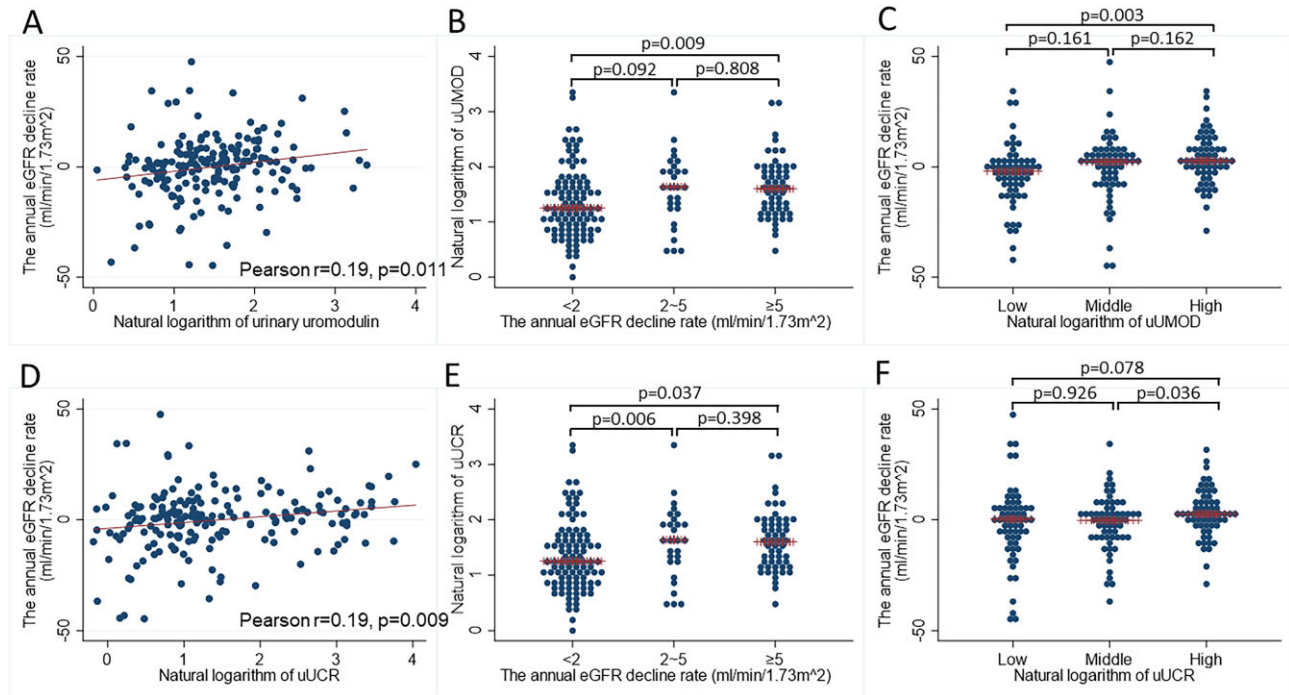 A
The annual eGFR decline rate
(ml/min/1.73m^2)
50
0
-50
Pearson r=0.19, p=0.011
0 1 2 3 4
Natural logarithm of urinary uromodulin
B
p=0.009
p=0.092 p=0.808
Natural logarithm of uUMOD
4
3
2
1
0
<2 2~5 ≥5
The annual eGFR decline rate (ml/min/1.73m^2)
C
p=0.003
p=0.161 p=0.162
The annual eGFR decline rate
(ml/min/1.73m^2)
50
0
-50
Low Middle High
Natural logarithm of uUMOD
D
The annual eGFR decline rate
(ml/min/1.73m^2)
50
0
-50
Pearson r=0.19, p=0.009
0 1 2 3 4
Natural logarithm of uUCR
E
p=0.037
p=0.006 p=0.398
Natural logarithm of uUCR
4
3
2
1
0
<2 2~5 ≥5
The annual eGFR decline rate (ml/min/1.73m^2)
F
p=0.078
p=0.926 p=0.036
The annual eGFR decline rate
(ml/min/1.73m^2)
50
0
-50
Low Middle High
Natural logarithm of uUCR